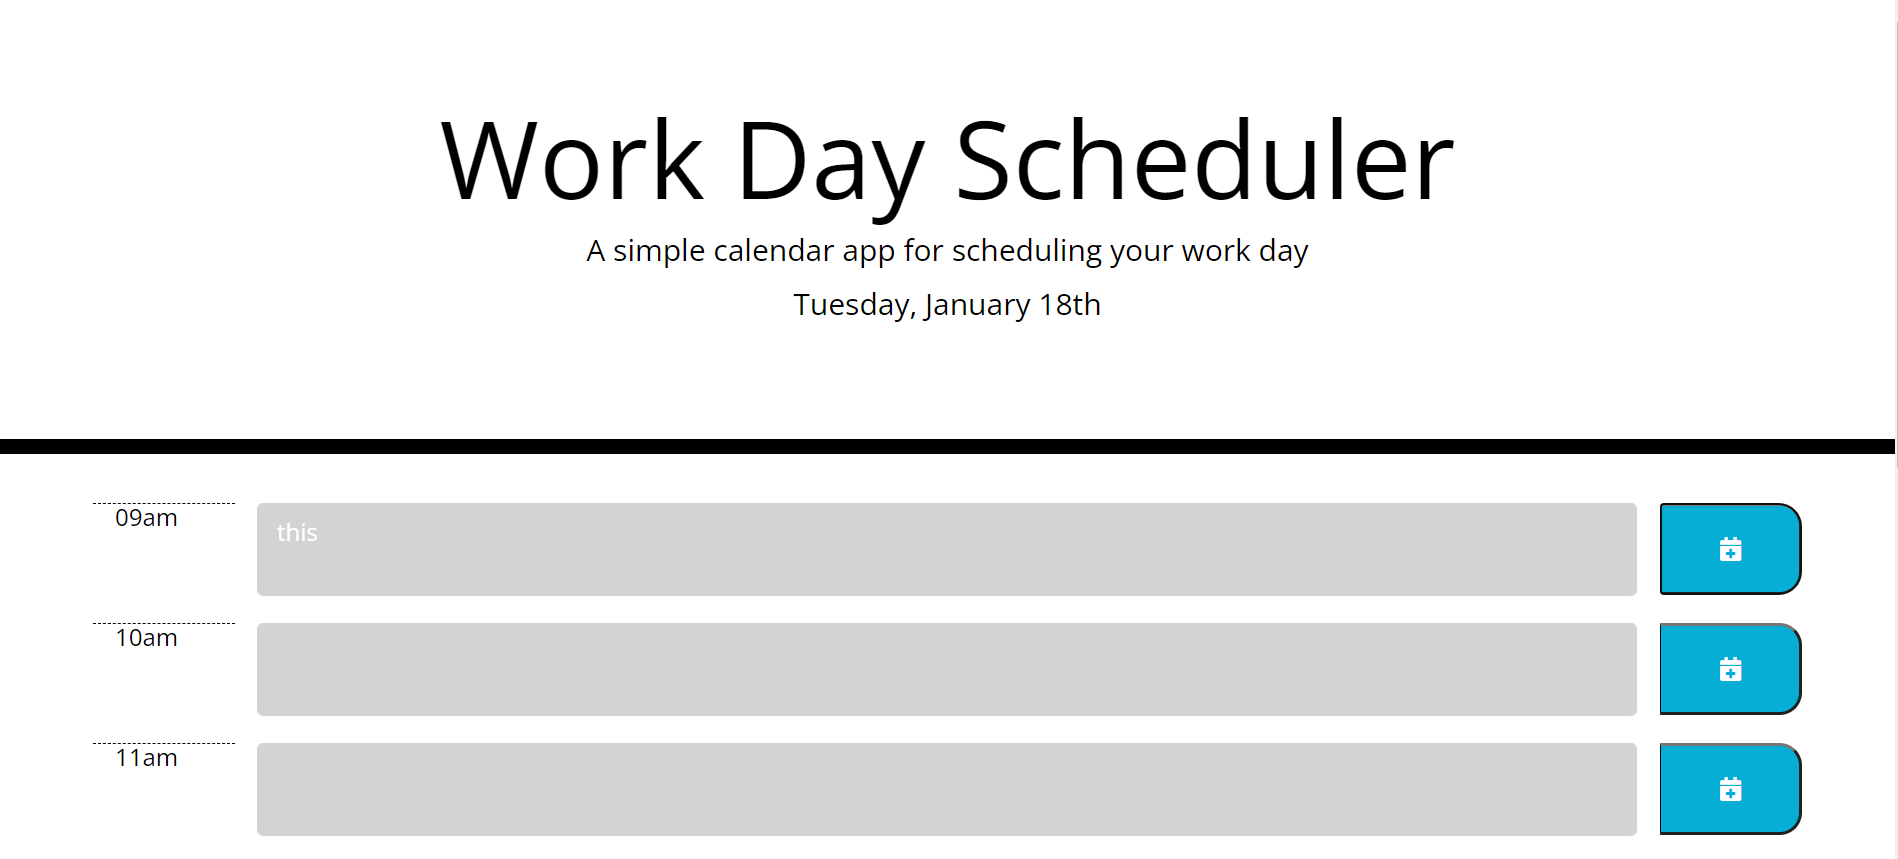 Work Day Scheduler
A simple calendar app for scheduling your work day
Tuesday, January 18th
09am
this
10am
11am